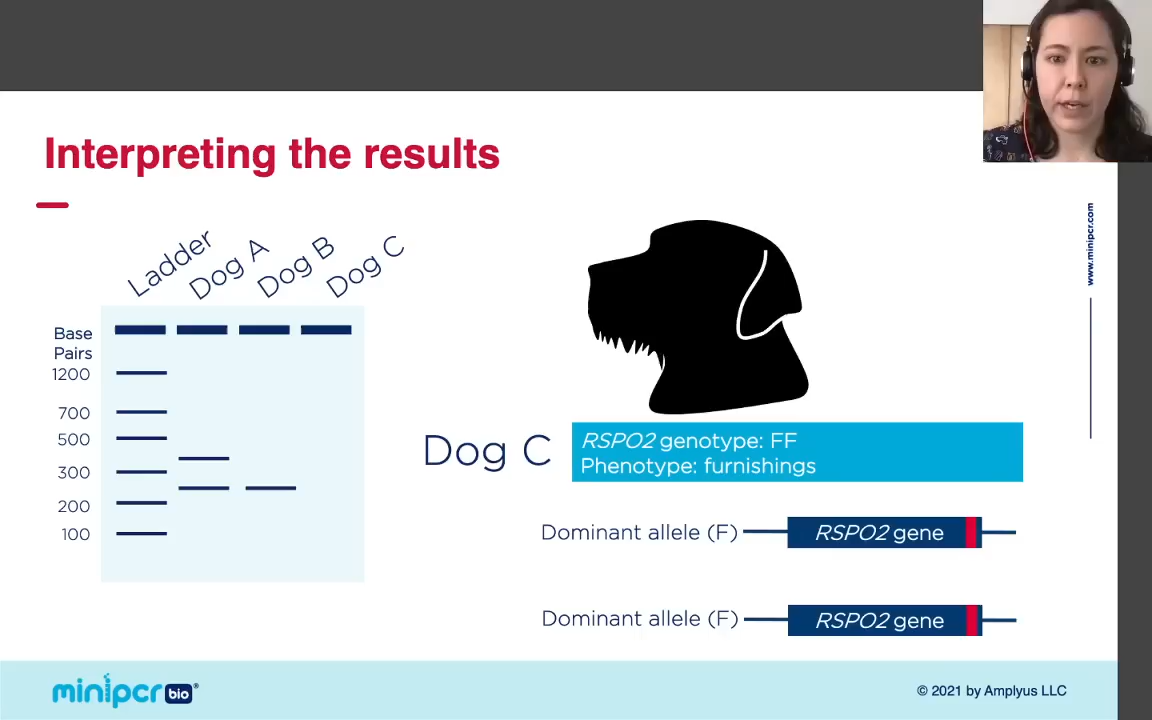 Interpreting the results
Ladder
Dog A
Dog B
Dog C
Base
Pairs
1200
700
500
300
200
100
Dog C
RSPO2 genotype: FF
Phenotype: furnishings
Dominant allele (F)
RSPO2 gene
Dominant allele (F)
RSPO2 gene
www.minipcr.com
minipcr bio®
© 2021 by Amplyus LLC